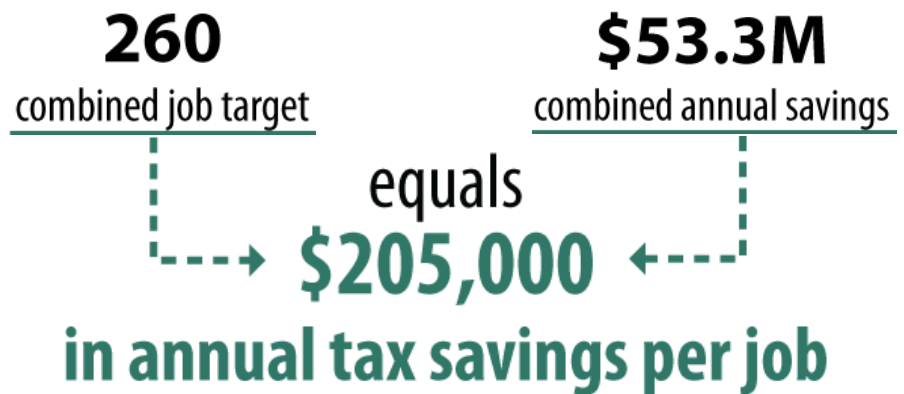 260
combined job target
$53.3M
combined annual savings
equals
$205,000
in annual tax savings per job